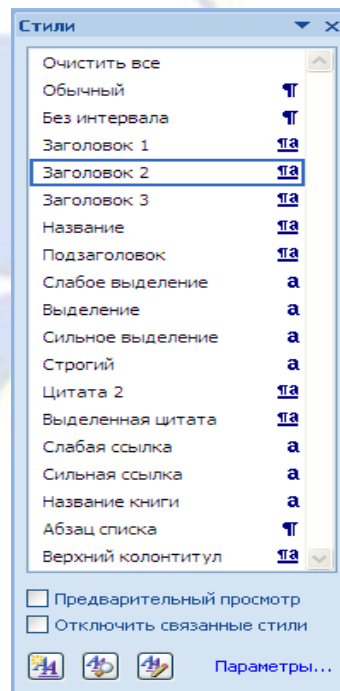 Стили
Очистить все
Обычный ¶
Без интервала ¶
Заголовок 1 ¶a
Заголовок 2 ¶a
Заголовок 3 ¶a
Название ¶a
Подзаголовок ¶a
Слабое выделение a
Выделение a
Сильное выделение a
Строгий a
Цитата 2 ¶a
Выделенная цитата ¶a
Слабая ссылка a
Сильная ссылка a
Название книги a
Абзац списка ¶
Верхний колонтитул ¶a
Предварительный просмотр
Отключить связанные стили
Параметры...